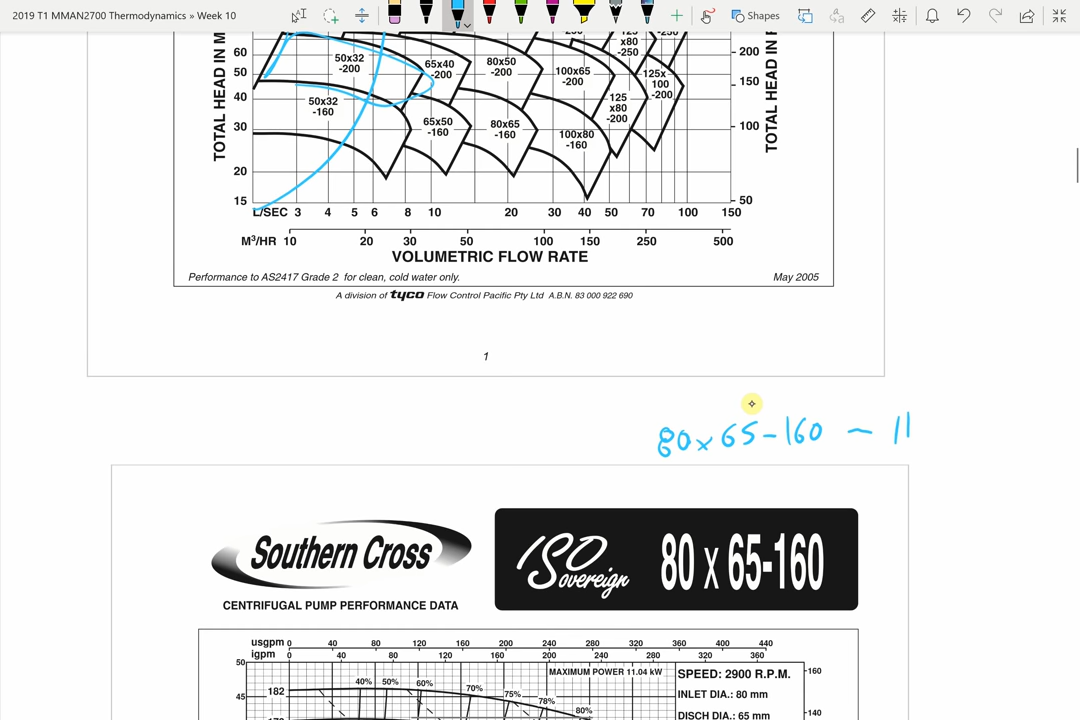 2019 T1 MMAN2700 Thermodynamics » Week 10
Shapes
TOTAL HEAD IN M
60
50
40
30
20
15
50x32
-200
65x40
-200
80x50
-200
100x65
-200
125
x80
-250
-250
125x
100
-200
125
x80
-200
50x32
-160
65x50
-160
80x65
-160
100x80
-160
200
150
100
50
L/SEC 3 4 5 6 8 10 20 30 40 50 70 100 150
M³/HR 10 20 30 50 100 150 250 500
VOLUMETRIC FLOW RATE
Performance to AS2417 Grade 2 for clean, cold water only. May 2005
A division of tyco Flow Control Pacific Pty Ltd A.B.N. 83 000 922 690
1
80x65-160 – 11
Southern Cross
CENTRIFUGAL PUMP PERFORMANCE DATA
ISO Sovereign 80 x 65-160
usgpm 0 40 80 120 160 200 240 280 320 360 400 440
igpm 0 40 80 120 160 200 240 280 320 360
50
MAXIMUM POWER 11.04 kW
SPEED: 2900 R.P.M.
160
182
40% 50% 60% 70% 75% 78% 80%
45
INLET DIA.: 80 mm
DISCH DIA.: 65 mm
140